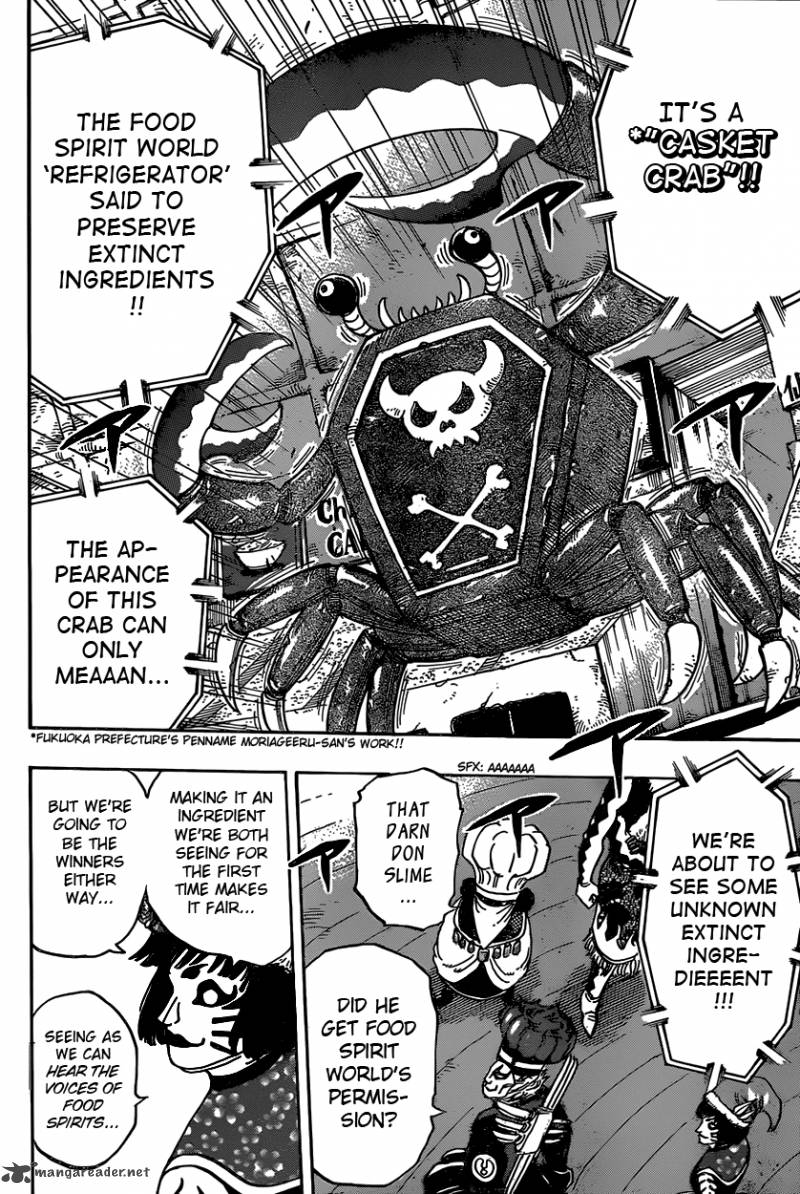 IT'S A
*"CASKET
CRAB"!!
THE FOOD
SPIRIT WORLD
'REFRIGERATOR'
SAID TO
PRESERVE
EXTINCT
INGREDIENTS
!!
THE AP-
PEARANCE
OF THIS
CRAB CAN
ONLY
MEAAAN...
*FUKUOKA PREFECTURE'S PENNAME MORIAGEERU-SAN'S WORK!!
SFX: AAAAAAA
WE'RE
ABOUT TO
SEE SOME
UNKNOWN
EXTINCT
INGRE-
DIEEEENT
!!!
THAT
DARN
DON
SLIME
...
DID HE
GET FOOD
SPIRIT
WORLD'S
PERMIS-
SION?
MAKING IT AN
INGREDIENT
WE'RE BOTH
SEEING FOR
THE FIRST
TIME MAKES
IT FAIR...
BUT WE'RE
GOING TO
BE THE
WINNERS
EITHER
WAY...
SEEING AS
WE CAN
HEAR THE
VOICES OF
FOOD
SPIRITS...
mangareader.net